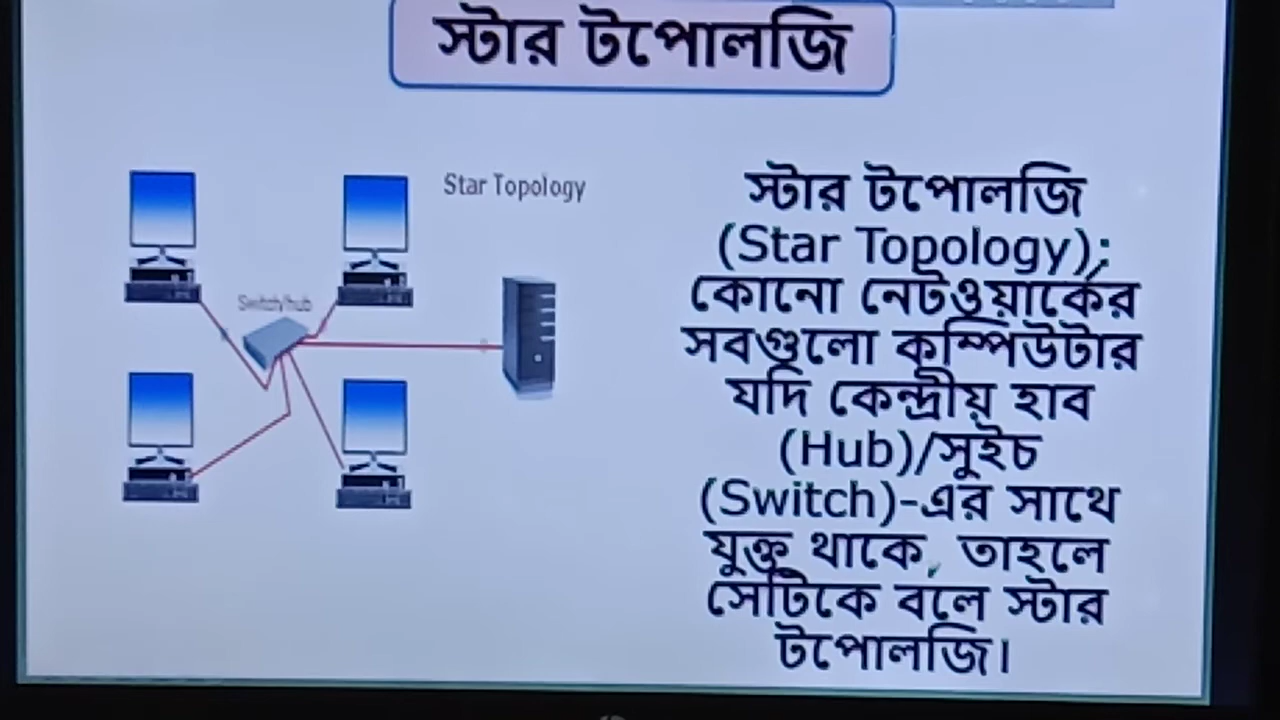 স্টার টপোলজি
Star Topology
Switch/hub
স্টার টপোলজি
(Star Topology):
কোনো নেটওয়ার্কের
সবগুলো কম্পিউটার
যদি কেন্দ্রীয় হাব
(Hub)/সুইচ
(Switch)-এর সাথে
যুক্ত থাকে, তাহলে
সেটিকে বলে স্টার
টপোলজি।